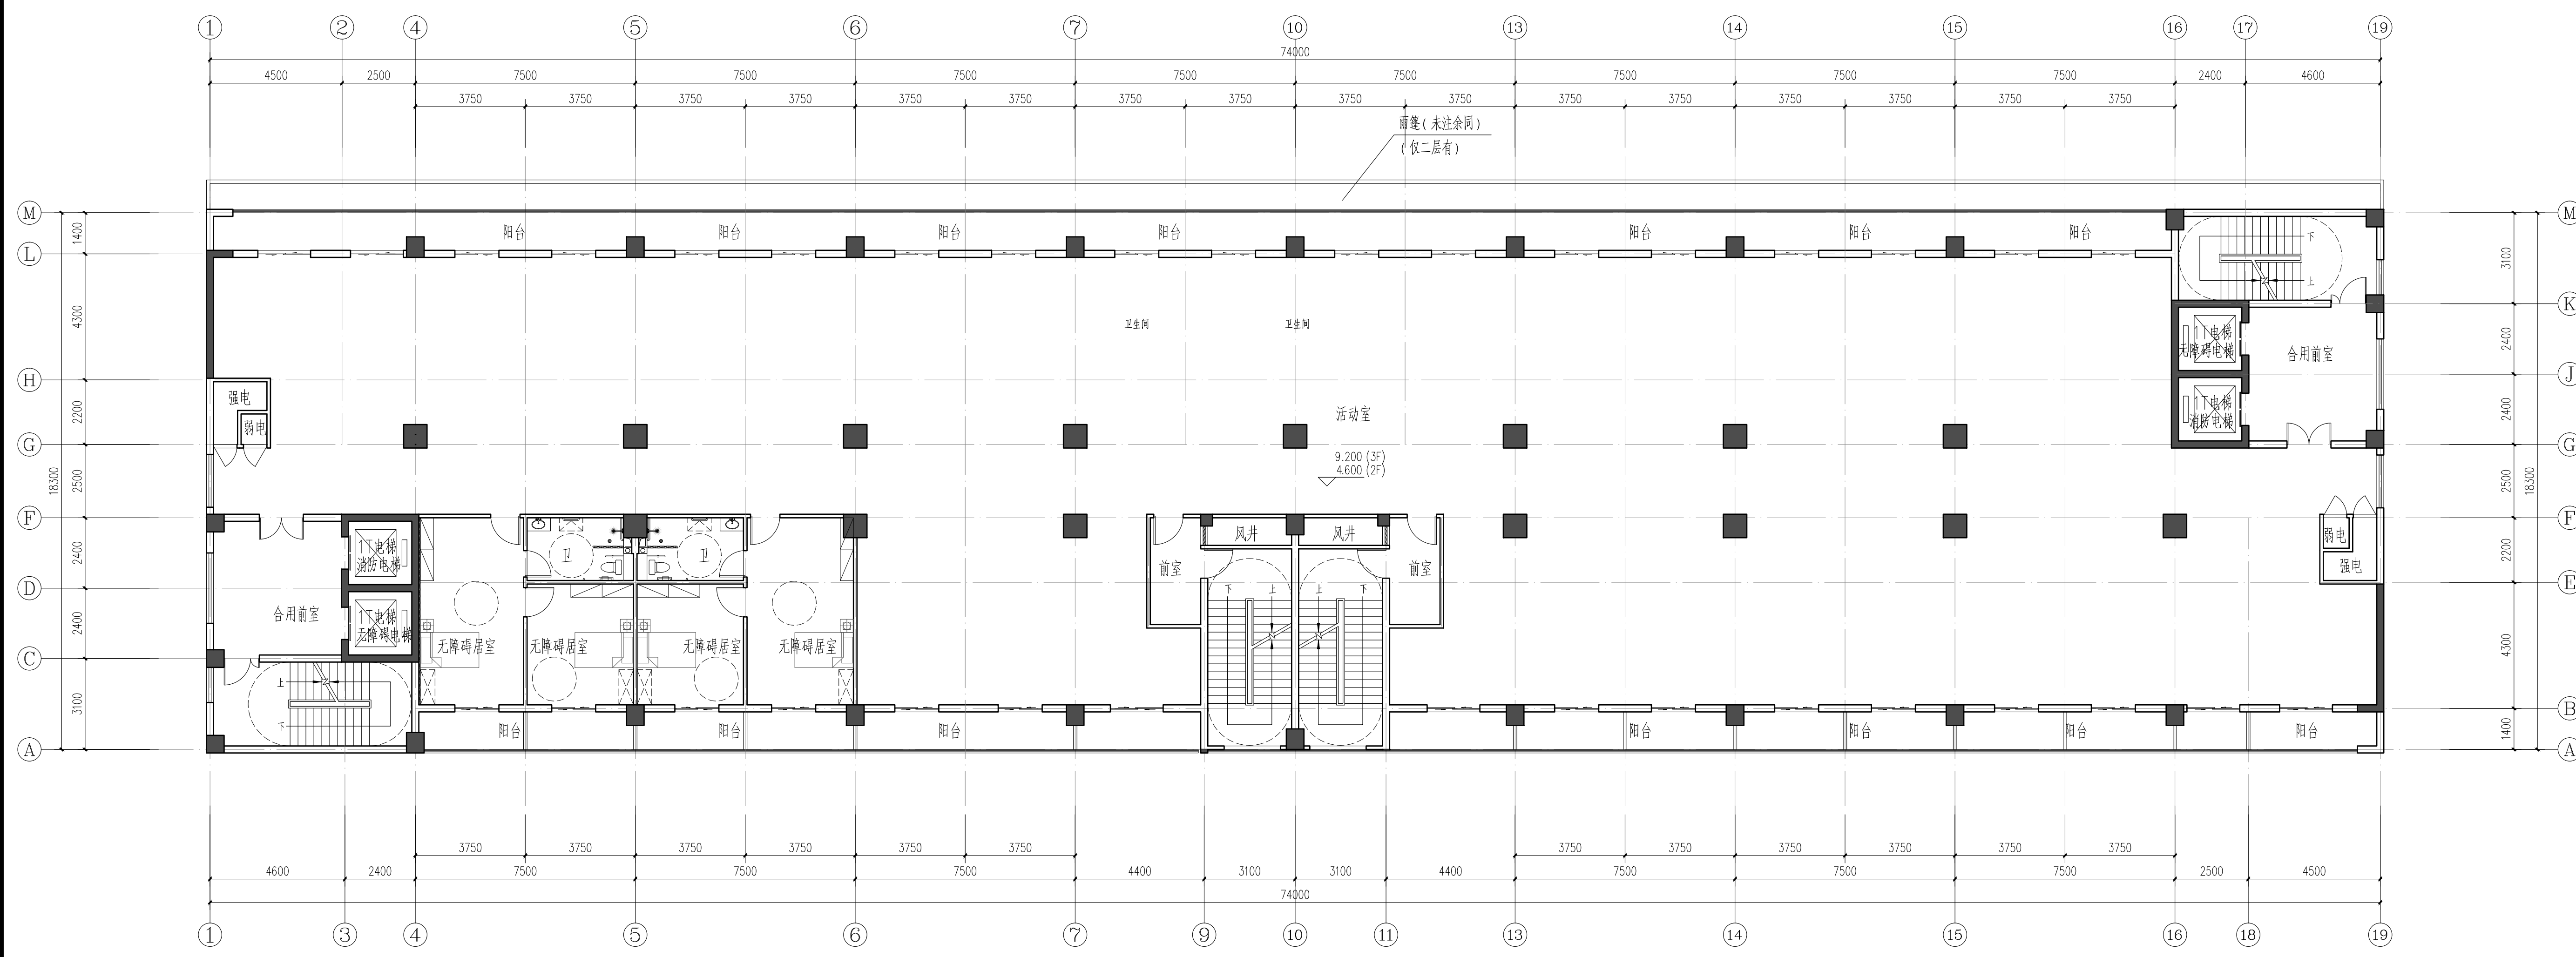 1 2 4 5 6 7 10 13 14 15 16 17 19
74000
4500 2500 7500 7500 7500 7500 7500 7500 7500 7500 2400 4600
3750 3750 3750 3750 3750 3750 3750 3750 3750 3750 3750 3750 3750 3750 3750 3750
雨篷(未注余同)
(仅二层有)
M M
1400 阳台 阳台 阳台 阳台 阳台 阳台 阳台
下
L
3100
上
K
4300 卫生间 卫生间
1T电梯
无障碍电梯
2400
合用前室
H J
强电
1T电梯
消防电梯
2400
2200 活动室
弱电
G G
9.200 (3F)
4.600 (2F)
18300 2500 2500 18300
F F
风井 风井
弱电
1T电梯
消防电梯
2400 卫 卫 2200
前室 前室
强电
D E
下 上 上 下
合用前室
1T电梯
无障碍电梯
2400
无障碍居室 无障碍居室 无障碍居室 无障碍居室
4300
C
上
3100
下
B
阳台 阳台 阳台 阳台 阳台 阳台 阳台
1400
A A
3750 3750 3750 3750 3750 3750 3750 3750 3750 3750 3750 3750
4600 2400 7500 7500 7500 4400 3100 3100 4400 7500 7500 7500 2500 4500
74000
1 3 4 5 6 7 9 10 11 13 14 15 16 18 19